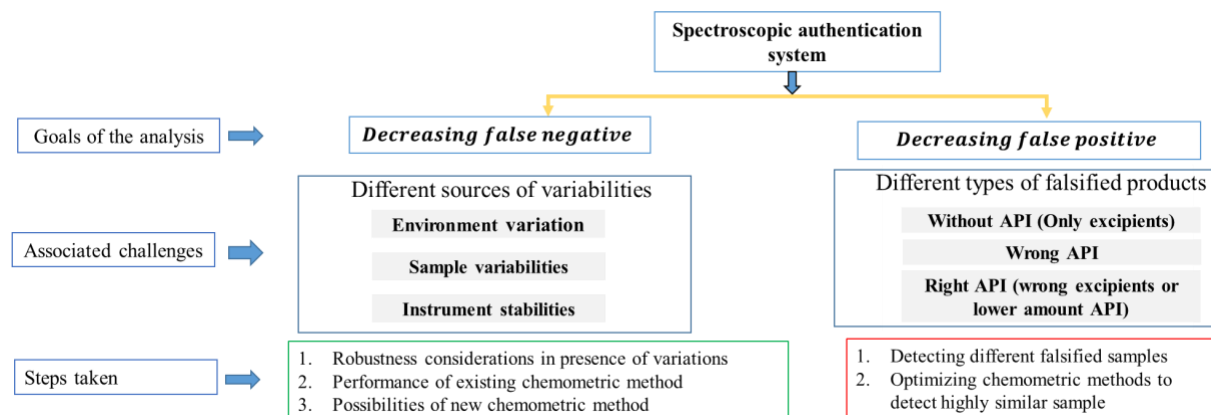 Spectroscopic authentication
system
Goals of the analysis
Decreasing false negative
Decreasing false positive
Associated challenges
Different sources of variabilities
Environment variation
Sample variabilities
Instrument stabilities
Different types of falsified products
Without API (Only excipients)
Wrong API
Right API (wrong excipients or
lower amount API)
Steps taken
1. Robustness considerations in presence of variations
2. Performance of existing chemometric method
3. Possibilities of new chemometric method
1. Detecting different falsified samples
2. Optimizing chemometric methods to
detect highly similar sample